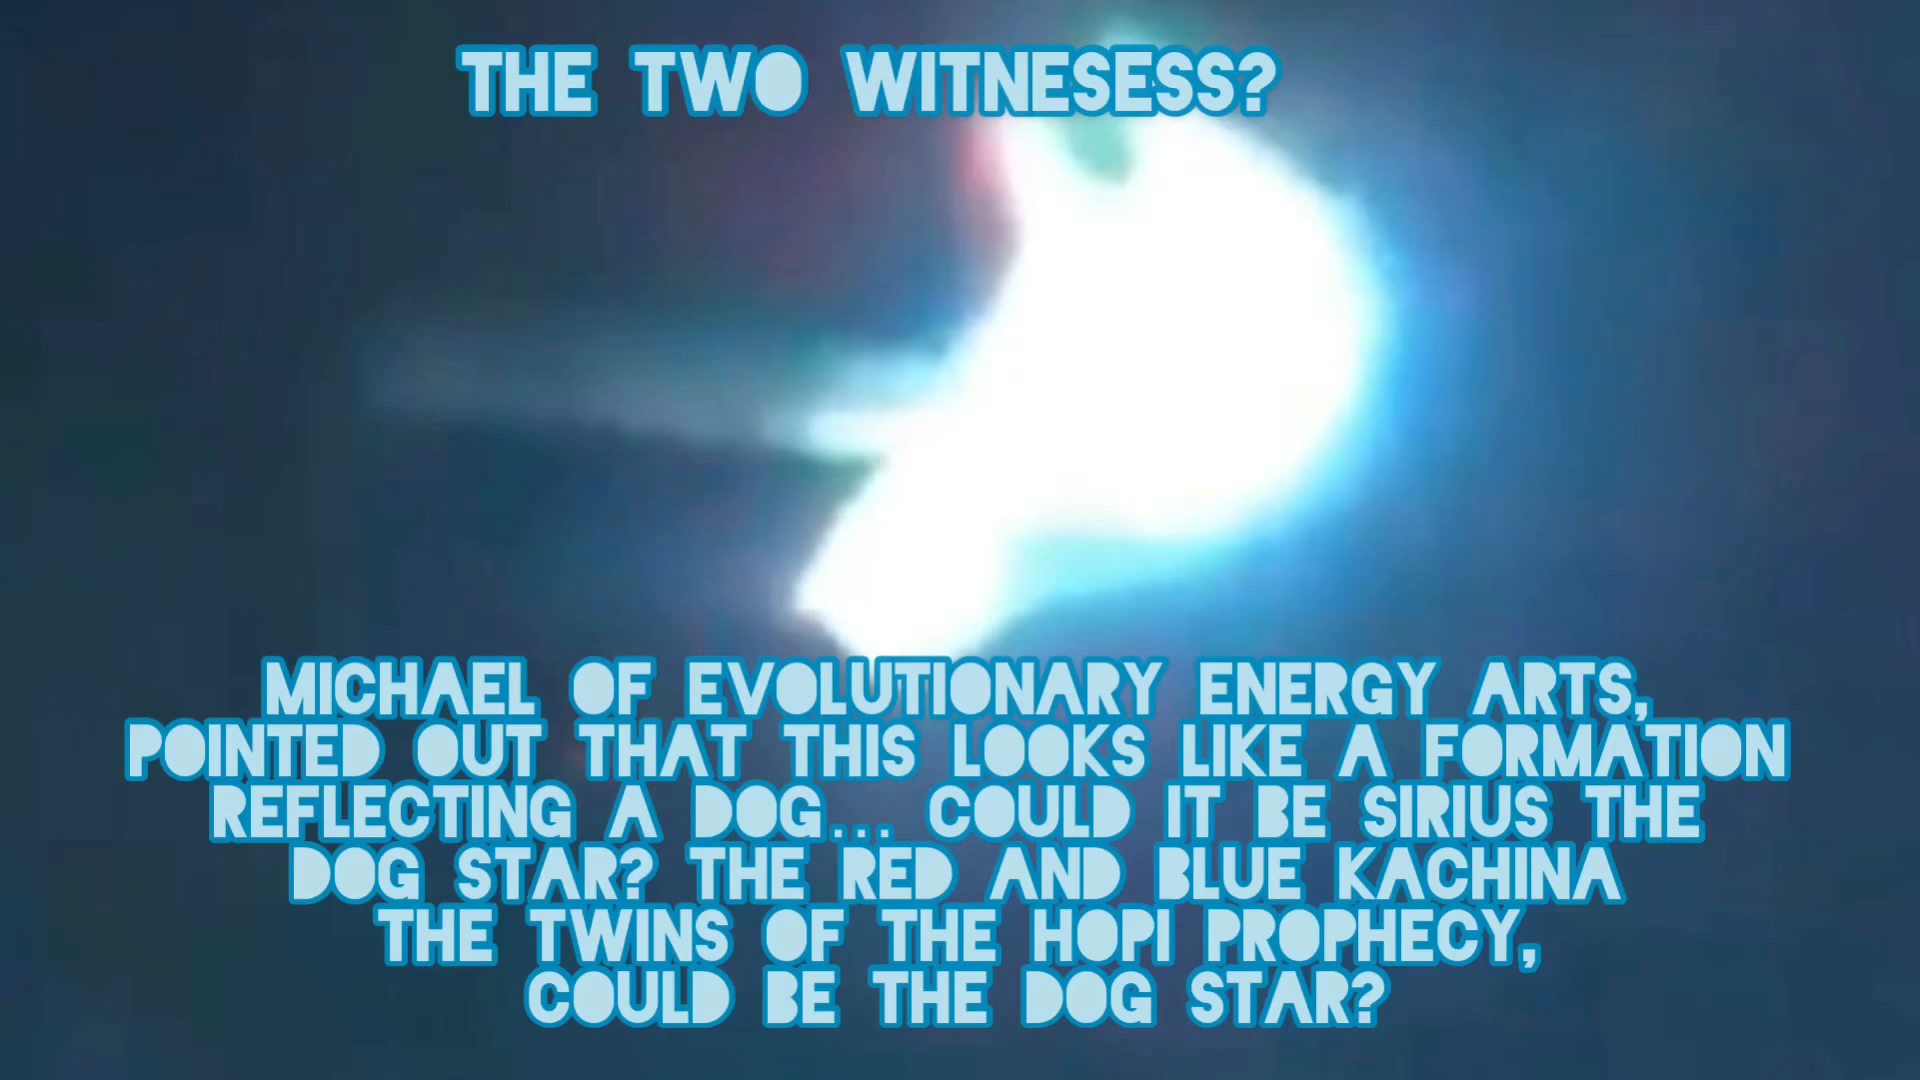 THE TWO WITNESESS?
MICHAEL OF EVOLUTIONARY ENERGY ARTS,
POINTED OUT THAT THIS LOOKS LIKE A FORMATION
REFLECTING A DOG... COULD IT BE SIRIUS THE
DOG STAR? THE RED AND BLUE KACHINA
THE TWINS OF THE HOPI PROPHECY,
COULD BE THE DOG STAR?